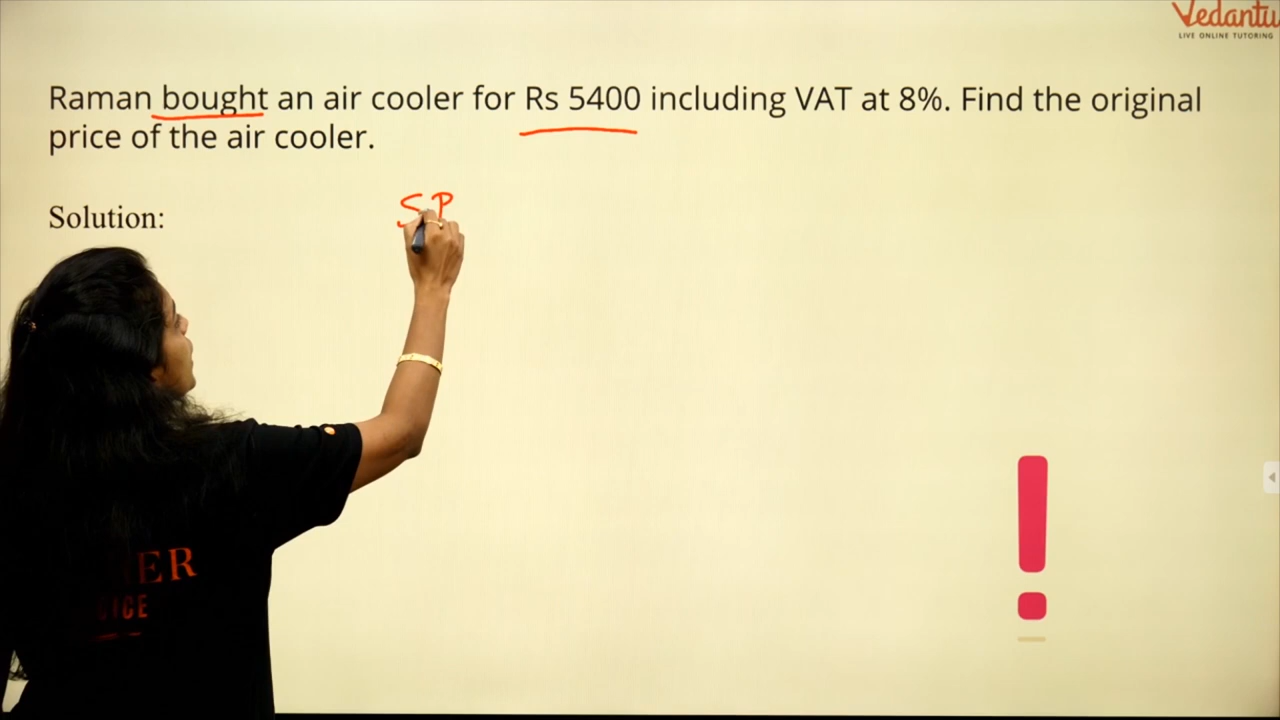 Vedantu
LIVE ONLINE TUTORING
Raman bought an air cooler for Rs 5400 including VAT at 8%. Find the original
price of the air cooler.
SP
Solution:
ER